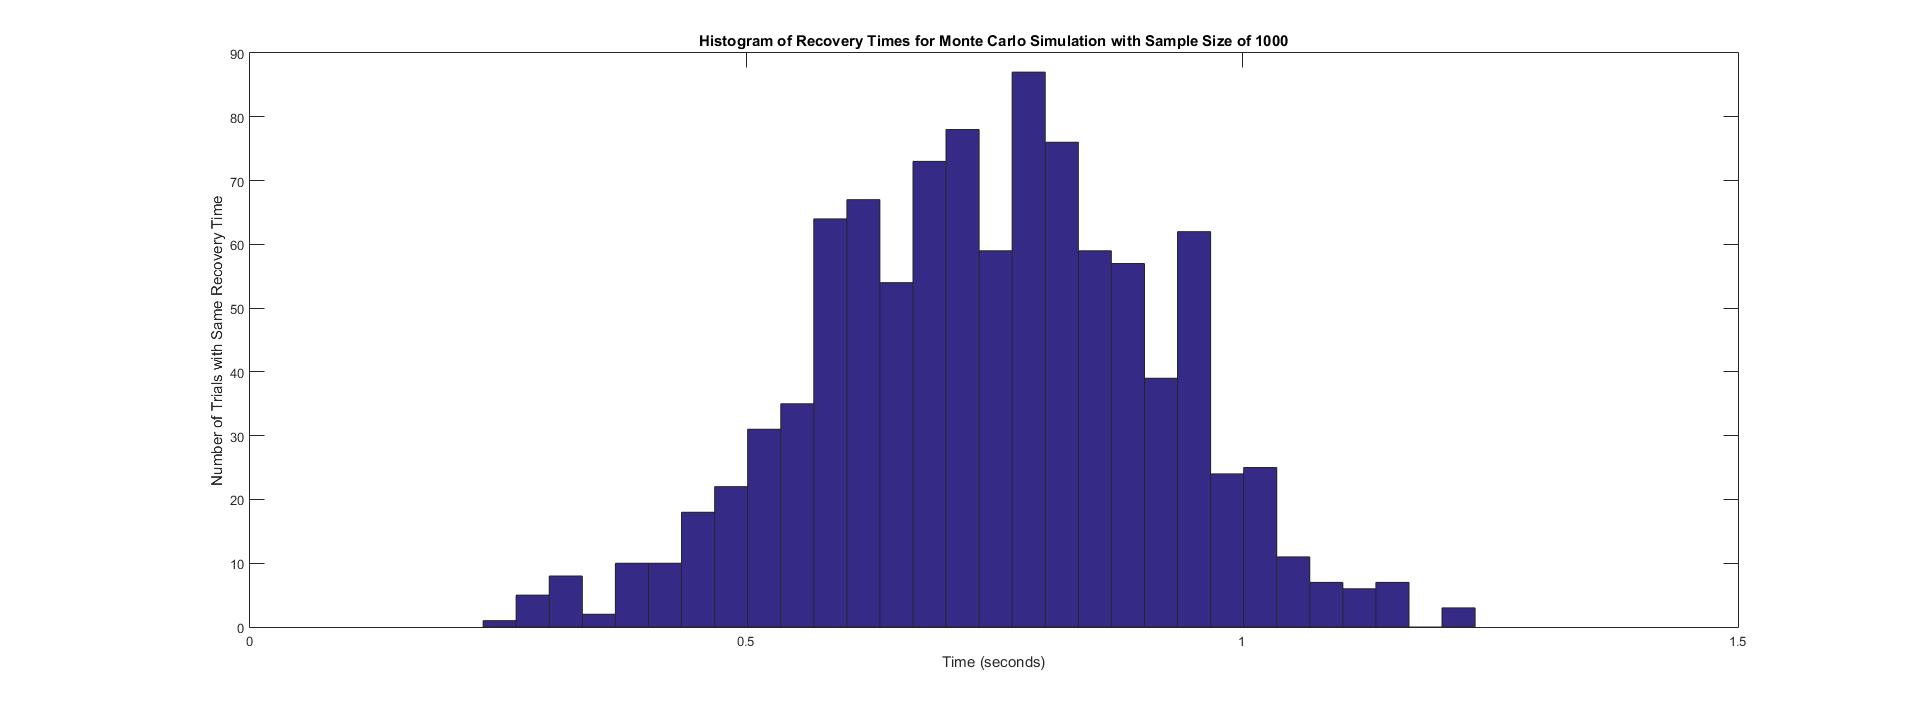 Histogram of Recovery Times for Monte Carlo Simulation with Sample Size of 1000
Number of Trials with Same Recovery Time
90
80
70
60
50
40
30
20
10
0
0 0.5 1 1.5
Time (seconds)